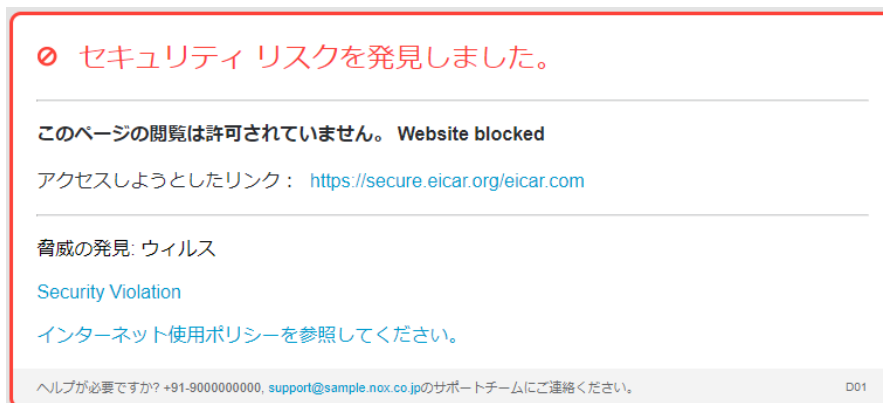 セキュリティ リスクを発見しました。
このページの閲覧は許可されていません。 Website blocked
アクセスしようとしたリンク： https://secure.eicar.org/eicar.com
脅威の発見: ウィルス
Security Violation
インターネット使用ポリシーを参照してください。
ヘルプが必要ですか? +91-9000000000, support@sample.nox.co.jpのサポートチームにご連絡ください。 D01